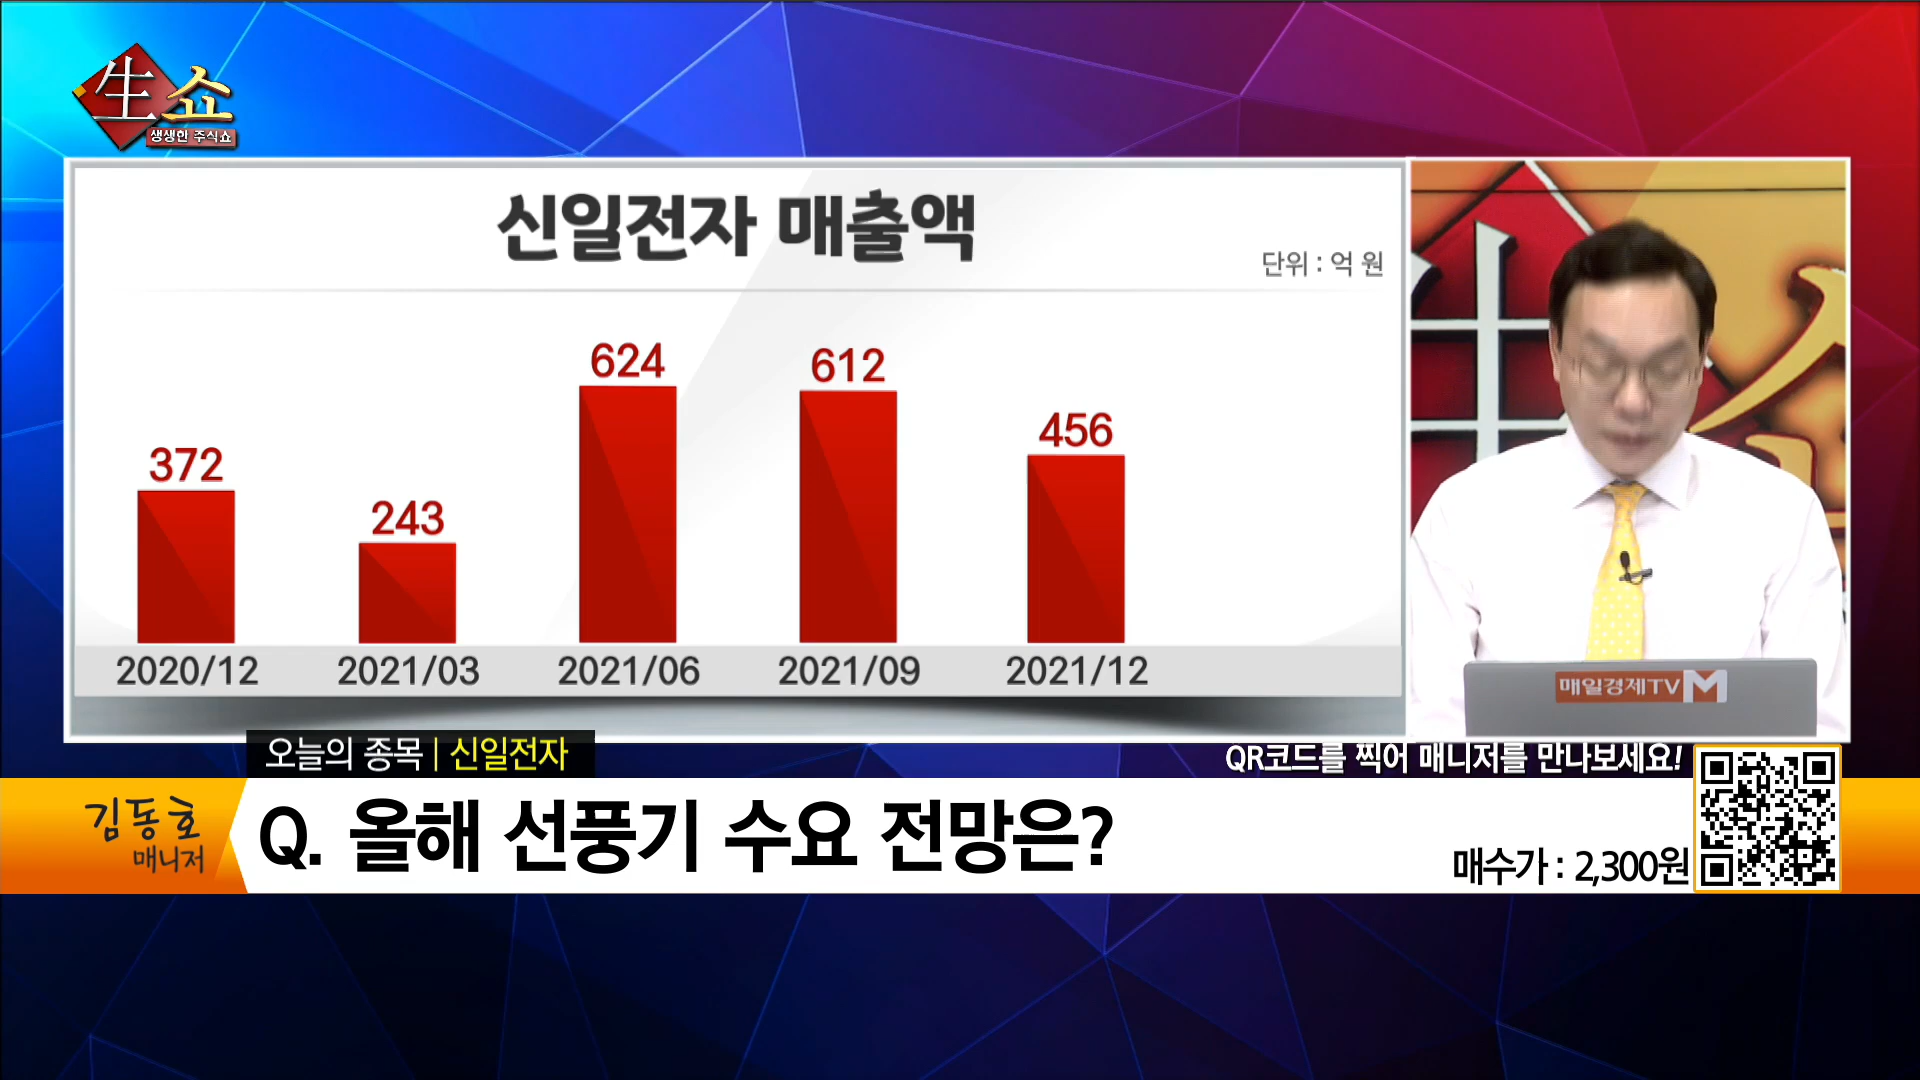 生쇼
생생한 주식쇼
신일전자 매출액
단위 : 억 원
372
243
624
612
456
2020/12
2021/03
2021/06
2021/09
2021/12
매일경제TV M
오늘의 종목 | 신일전자
QR코드를 찍어 매니저를 만나보세요!
김동호
매니저
Q. 올해 선풍기 수요 전망은?
매수가 : 2,300원